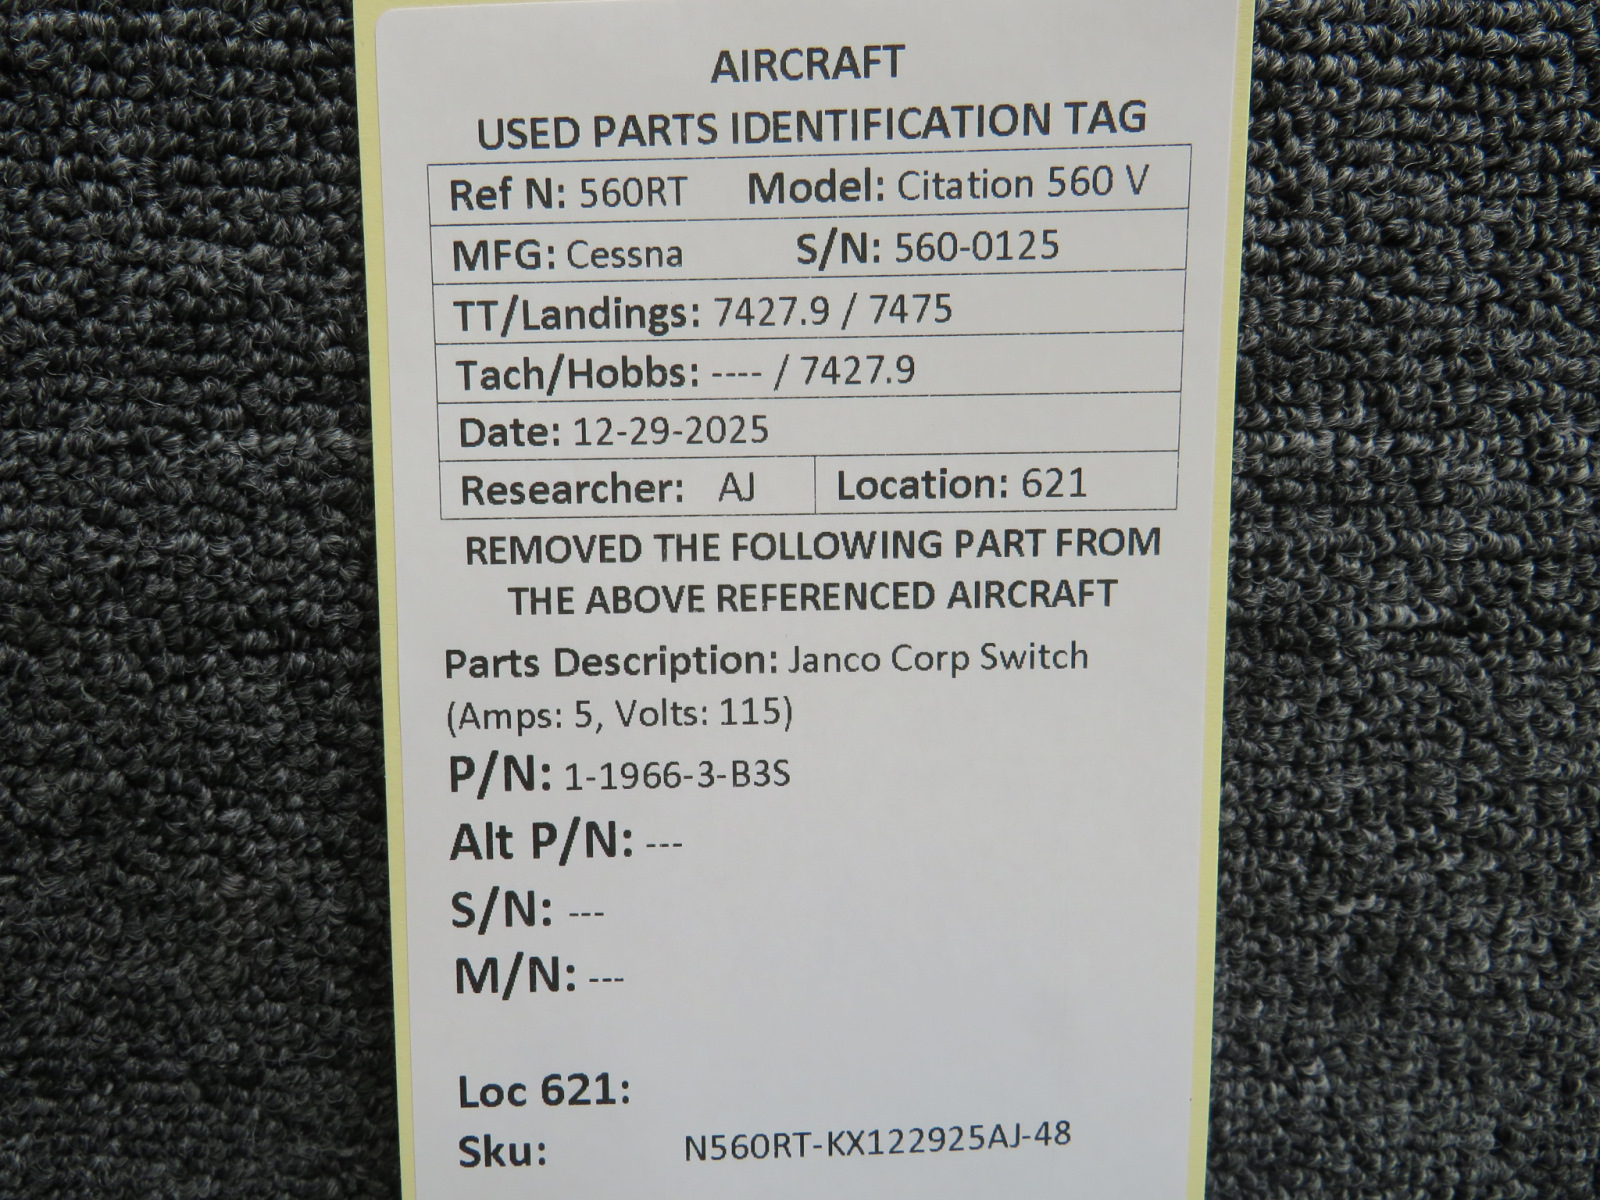 AIRCRAFT
USED PARTS IDENTIFICATION TAG
Ref N: 560RT Model: Citation 560 V
MFG: Cessna S/N: 560-0125
TT/Landings: 7427.9 / 7475
Tach/Hobbs: ---- / 7427.9
Date: 12-29-2025
Researcher: AJ Location: 621
REMOVED THE FOLLOWING PART FROM
THE ABOVE REFERENCED AIRCRAFT
Parts Description: Janco Corp Switch
(Amps: 5, Volts: 115)
P/N: 1-1966-3-B3S
Alt P/N: ---
S/N: ---
M/N: ---
Loc 621:
Sku: N560RT-KX122925AJ-48